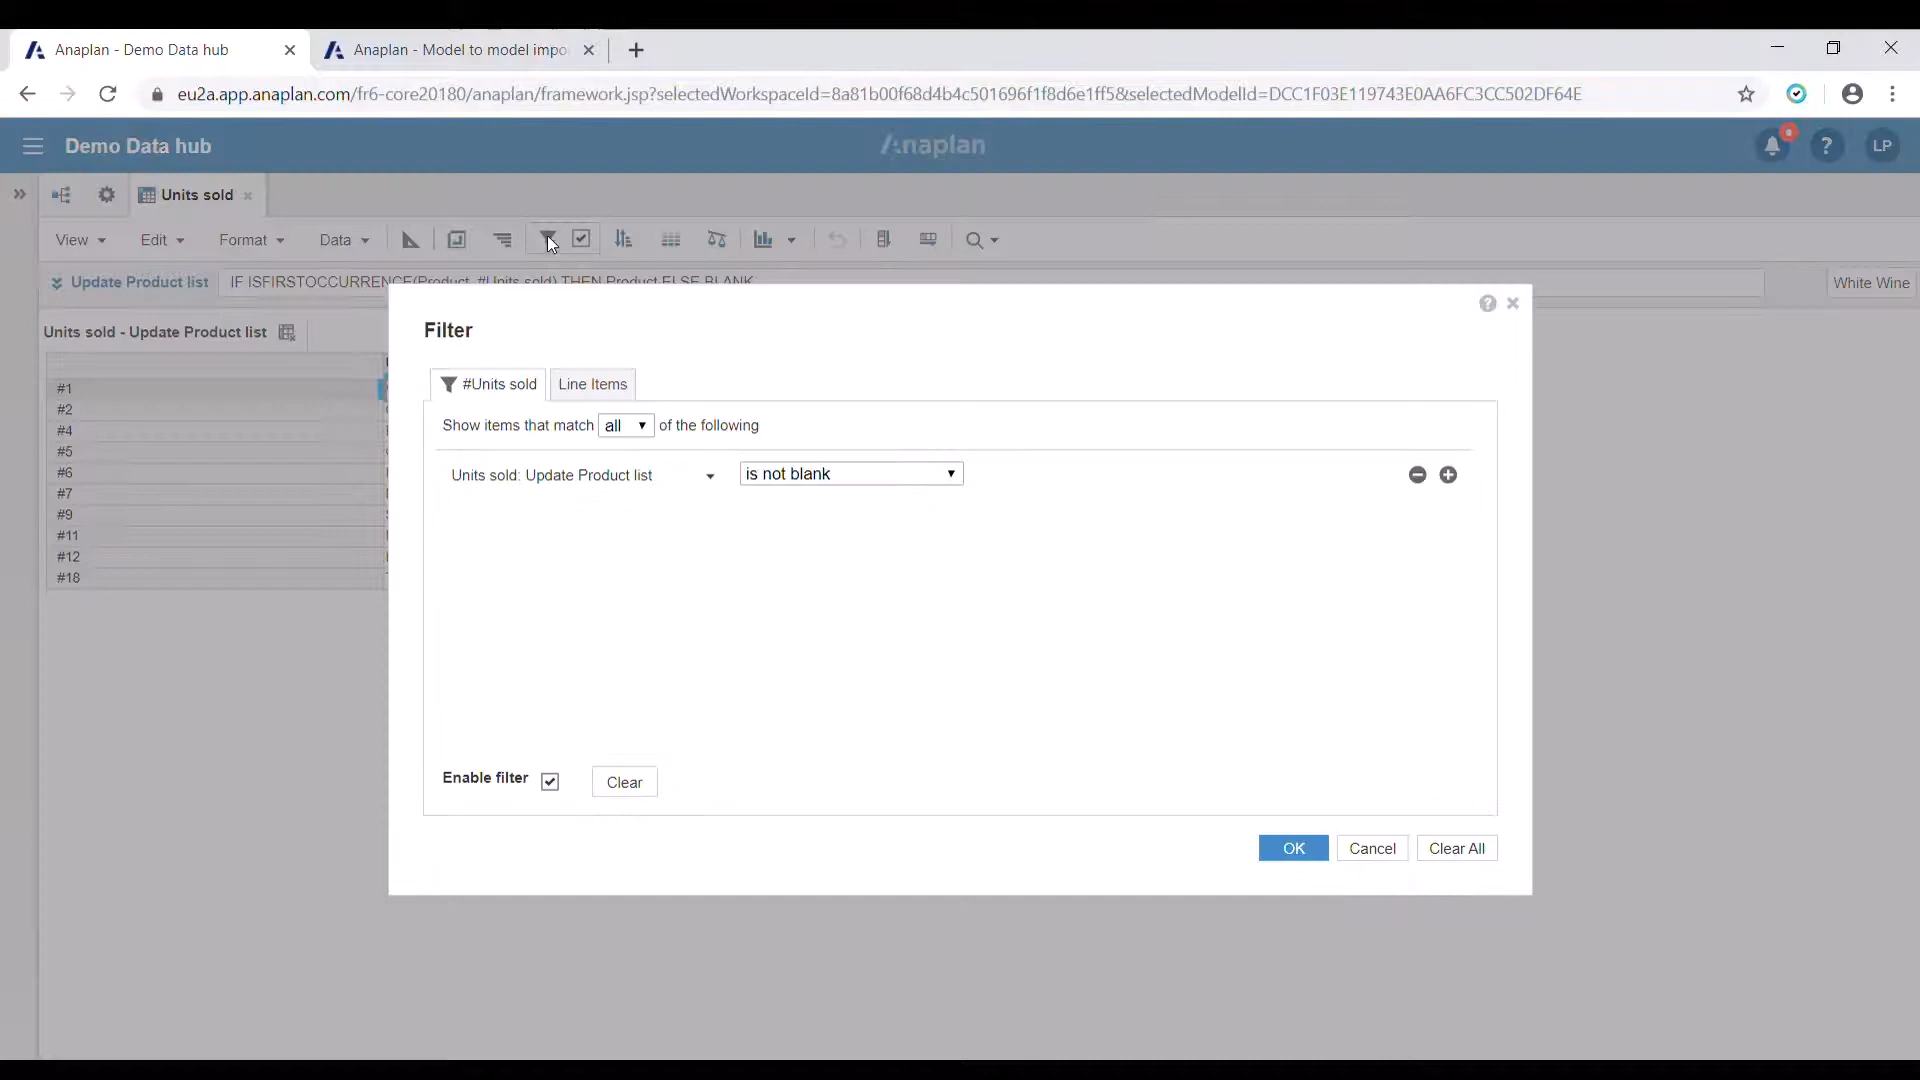 Anaplan - Demo Data hub
Anaplan - Model to model impo
eu2a.app.anaplan.com/fr6-core20180/anaplan/framework.jsp?selectedWorkspaceId=8a81b00f68d4b4c501696f1f8d6e1ff5&selectedModelId=DCC1F03E119743E0AA6FC3CC502DF64E
Demo Data hub
Anaplan
?
LP
Units sold
View
Edit
Format
Data
Update Product list
IF ISFIRSTOCCURRENCE(Product, #Units sold) THEN Product ELSE BLANK
White Wine
Units sold - Update Product list
#1
#2
#4
#5
#6
#7
#9
#11
#12
#18
Filter
#Units sold
Line Items
Show items that match all of the following
Units sold: Update Product list
is not blank
Enable filter
Clear
OK
Cancel
Clear All